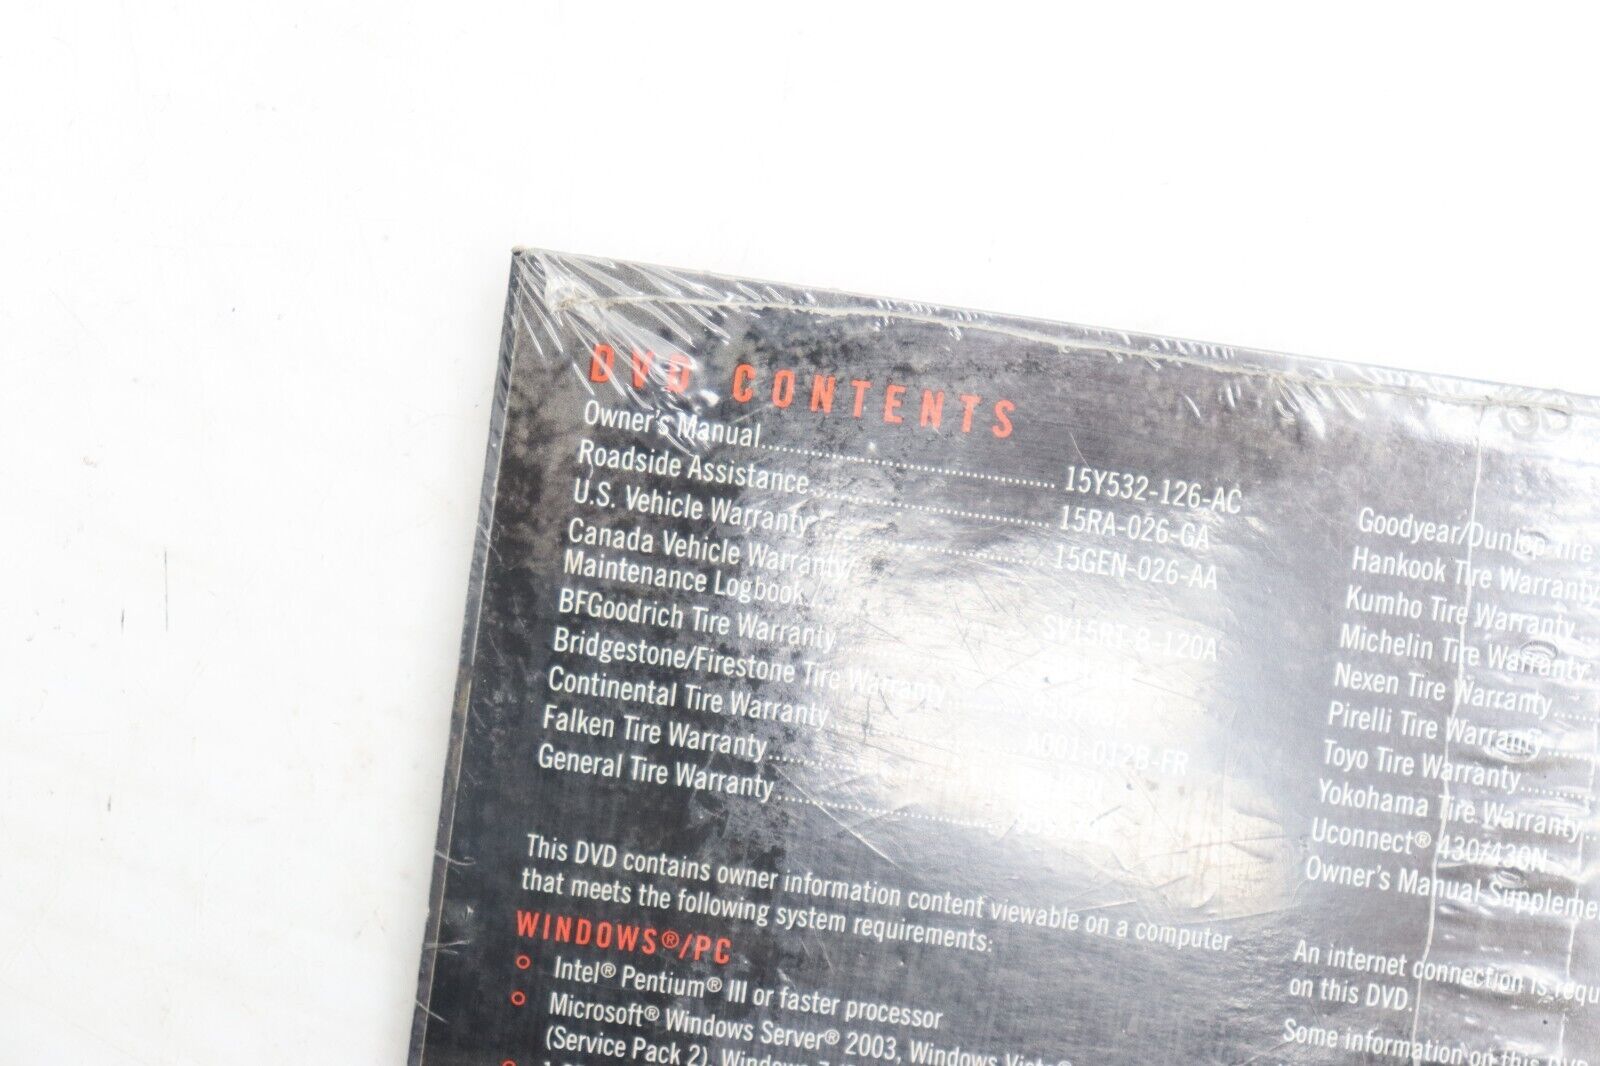 DVD CONTENTS
Owner's Manual.......... 15Y532-126-AC
Roadside Assistance.......... 15RA-026-GA
U.S. Vehicle Warranty.......... 15GEN-026-AA
Canada Vehicle Warranty/
Maintenance Logbook
BFGoodrich Tire Warranty
Bridgestone/Firestone Tire Warranty
Continental Tire Warranty.......... A001-012B-FR
Falken Tire Warranty
General Tire Warranty
This DVD contains owner information content viewable on a computer
that meets the following system requirements:
WINDOWS®/PC
Intel® Pentium® III or faster processor
Microsoft® Windows Server® 2003, Windows Vista®
(Service Pack 2), Windows 7
Goodyear/Dunlop Tire
Hankook Tire Warranty
Kumho Tire Warranty
Michelin Tire Warranty
Nexen Tire Warranty
Pirelli Tire Warranty
Toyo Tire Warranty
Yokohama Tire Warranty
Uconnect® 430/430N
Owner's Manual Suppleme
An internet connection is requ
on this DVD.
Some information on this DVD